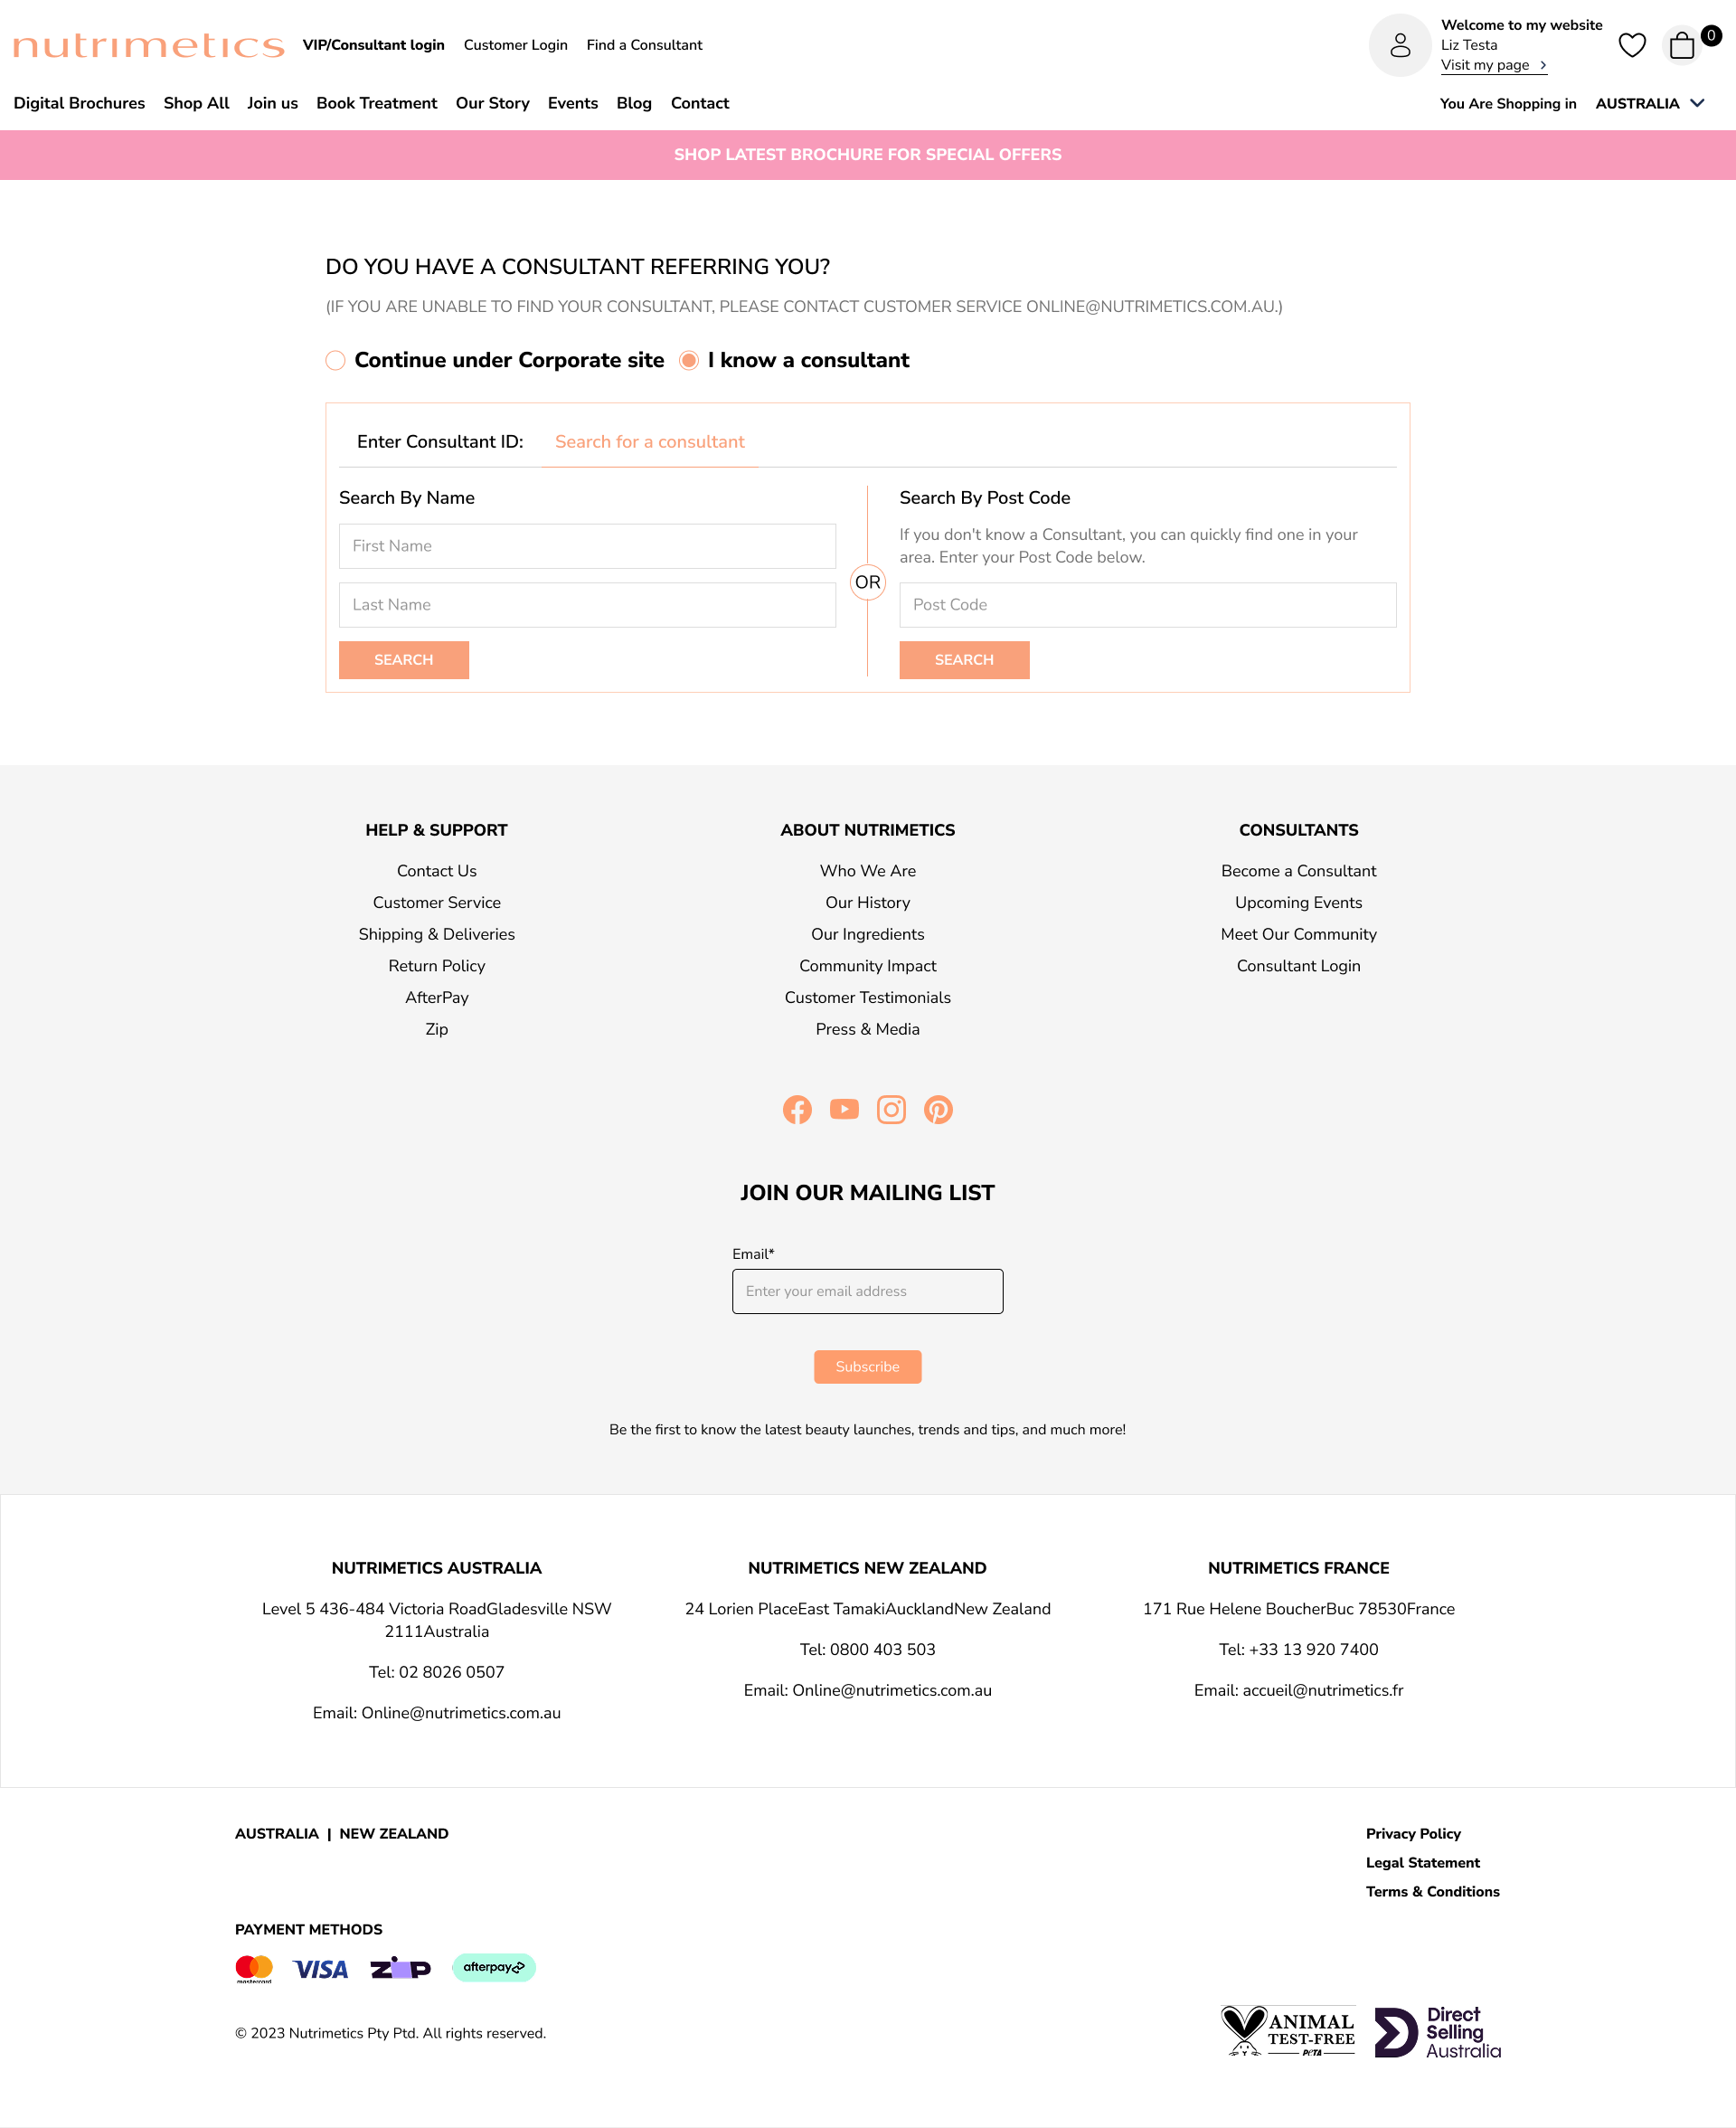 nutrimetics
VIP/Consultant login
Customer Login
Find a Consultant
Welcome to my website
Liz Testa
Visit my page
0
Digital Brochures
Shop All
Join us
Book Treatment
Our Story
Events
Blog
Contact
You Are Shopping in
AUSTRALIA
SHOP LATEST BROCHURE FOR SPECIAL OFFERS
DO YOU HAVE A CONSULTANT REFERRING YOU?
(IF YOU ARE UNABLE TO FIND YOUR CONSULTANT, PLEASE CONTACT CUSTOMER SERVICE ONLINE@NUTRIMETICS.COM.AU.)
Continue under Corporate site
I know a consultant
Enter Consultant ID:
Search for a consultant
Search By Name
First Name
Last Name
SEARCH
OR
Search By Post Code
If you don't know a Consultant, you can quickly find one in your
area. Enter your Post Code below.
Post Code
SEARCH
HELP & SUPPORT
Contact Us
Customer Service
Shipping & Deliveries
Return Policy
AfterPay
Zip
ABOUT NUTRIMETICS
Who We Are
Our History
Our Ingredients
Community Impact
Customer Testimonials
Press & Media
CONSULTANTS
Become a Consultant
Upcoming Events
Meet Our Community
Consultant Login
JOIN OUR MAILING LIST
Email*
Enter your email address
Subscribe
Be the first to know the latest beauty launches, trends and tips, and much more!
NUTRIMETICS AUSTRALIA
Level 5 436-484 Victoria RoadGladesville NSW
2111Australia
Tel: 02 8026 0507
Email: Online@nutrimetics.com.au
NUTRIMETICS NEW ZEALAND
24 Lorien PlaceEast TamakiAucklandNew Zealand
Tel: 0800 403 503
Email: Online@nutrimetics.com.au
NUTRIMETICS FRANCE
171 Rue Helene BoucherBuc 78530France
Tel: +33 13 920 7400
Email: accueil@nutrimetics.fr
AUSTRALIA | NEW ZEALAND
Privacy Policy
Legal Statement
Terms & Conditions
PAYMENT METHODS
mastercard
VISA
zip
afterpay
© 2023 Nutrimetics Pty Ptd. All rights reserved.
ANIMAL
TEST-FREE
PETA
Direct
Selling
Australia